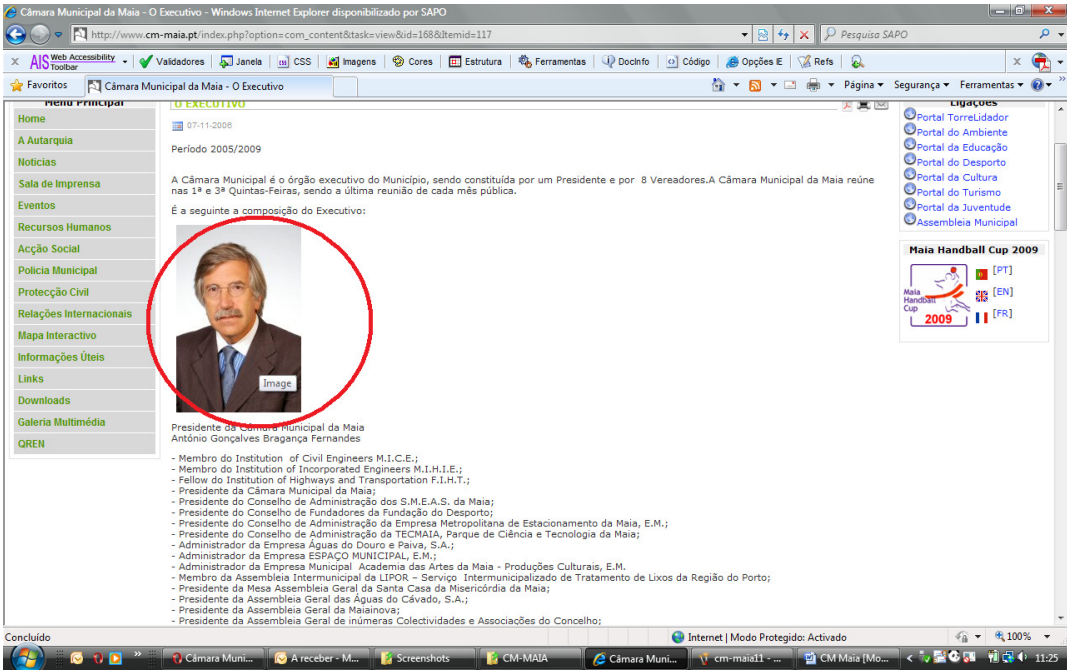 Câmara Municipal da Maia - O Executivo - Windows Internet Explorer disponibilizado por SAPO
http://www.cm-maia.pt/index.php?option=com_content&task=view&id=168&Itemid=117
Pesquisa SAPO
AIS Web Accessibility Toolbar
Validadores Janela CSS Imagens Cores Estrutura Ferramentas DocInfo Código Opções IE Refs
Favoritos Câmara Municipal da Maia - O Executivo Página Segurança Ferramentas
Menu Principal
Home
A Autarquia
Noticias
Sala de Imprensa
Eventos
Recursos Humanos
Acção Social
Policia Municipal
Protecção Civil
Relações Internacionais
Mapa Interactivo
Informações Úteis
Links
Downloads
Galeria Multimédia
QREN
O EXECUTIVO
07-11-2006
Período 2005/2009
A Câmara Municipal é o órgão executivo do Município, sendo constituída por um Presidente e por 8 Vereadores.A Câmara Municipal da Maia reúne
nas 1ª e 3ª Quintas-Feiras, sendo a última reunião de cada mês pública.
É a seguinte a composição do Executivo:
Image
Presidente da Câmara Municipal da Maia
António Gonçalves Bragança Fernandes
- Membro do Institution of Civil Engineers M.I.C.E.;
- Membro do Institution of Incorporated Engineers M.I.H.I.E.;
- Fellow do Institution of Highways and Transportation F.I.H.T.;
- Presidente da Câmara Municipal da Maia;
- Presidente do Conselho de Administração dos S.M.E.A.S. da Maia;
- Presidente do Conselho de Fundadores da Fundação do Desporto;
- Presidente do Conselho de Administração da Empresa Metropolitana de Estacionamento da Maia, E.M.;
- Presidente do Conselho de Administração da TECMAIA, Parque de Ciência e Tecnologia da Maia;
- Administrador da Empresa Águas do Douro e Paiva, S.A.;
- Administrador da Empresa ESPAÇO MUNICIPAL, E.M.;
- Administrador da Empresa Municipal Academia das Artes da Maia - Produções Culturais, E.M.
- Membro da Assembleia Intermunicipal da LIPOR – Serviço Intermunicipalizado de Tratamento de Lixos da Região do Porto;
- Presidente da Mesa Assembleia Geral da Santa Casa da Misericórdia da Maia;
- Presidente da Assembleia Geral das Águas do Cávado, S.A.;
- Presidente da Assembleia Geral da Maiainova;
- Presidente da Assembleia Geral de inúmeras Colectividades e Associações do Concelho;
Ligações
Portal TorreLidador
Portal do Ambiente
Portal da Educação
Portal do Desporto
Portal da Cultura
Portal do Turismo
Portal da Juventude
Assembleia Municipal
Maia Handball Cup 2009
Maia
Handball
Cup
2009
[PT]
[EN]
[FR]
Concluído Internet | Modo Protegido: Activado 100%
Câmara Muni... A receber - M... Screenshots CM-MAIA Câmara Muni... cm-maia11 - ... CM Maia [Mo... 11:25